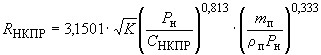 R_НКПР = 3,1501 · √K (P_н / C_НКПР)^0,813 · (m_п / (ρ_п P_н))^0,333